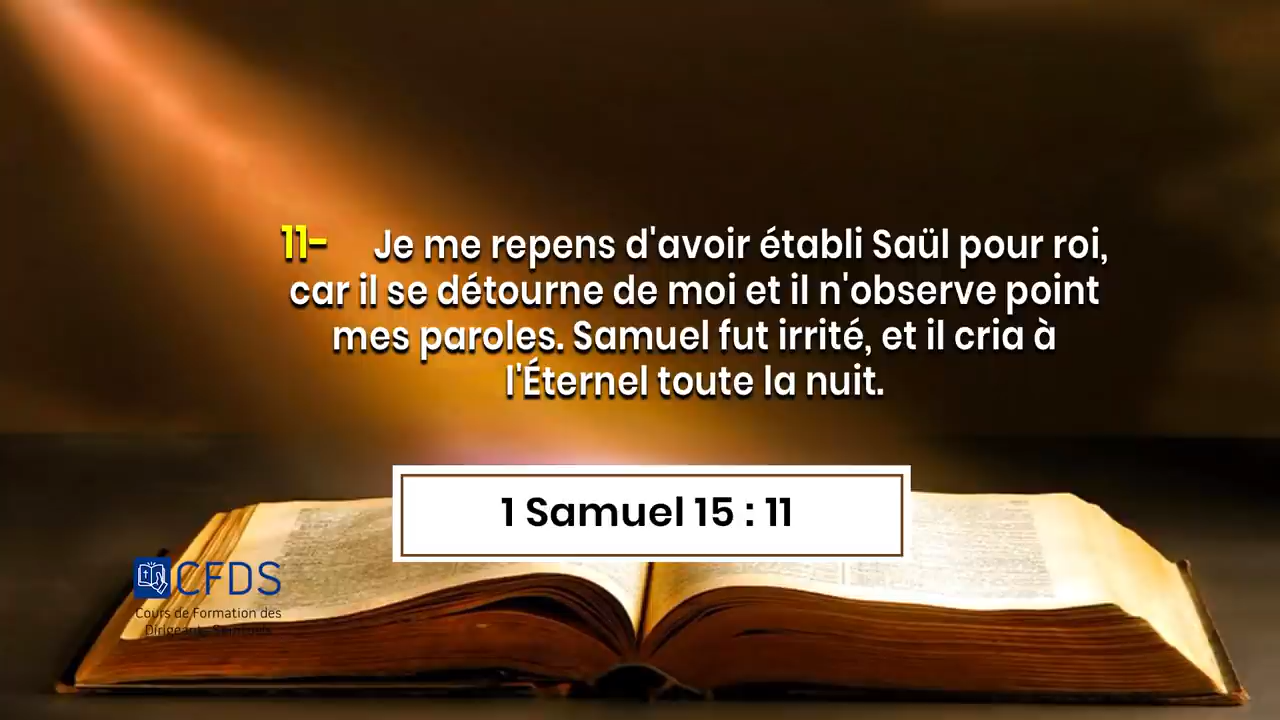 11- Je me repens d'avoir établi Saül pour roi,
car il se détourne de moi et il n'observe point
mes paroles. Samuel fut irrité, et il cria à
l'Éternel toute la nuit.
1 Samuel 15 : 11
CFDS
Cours de Formation des